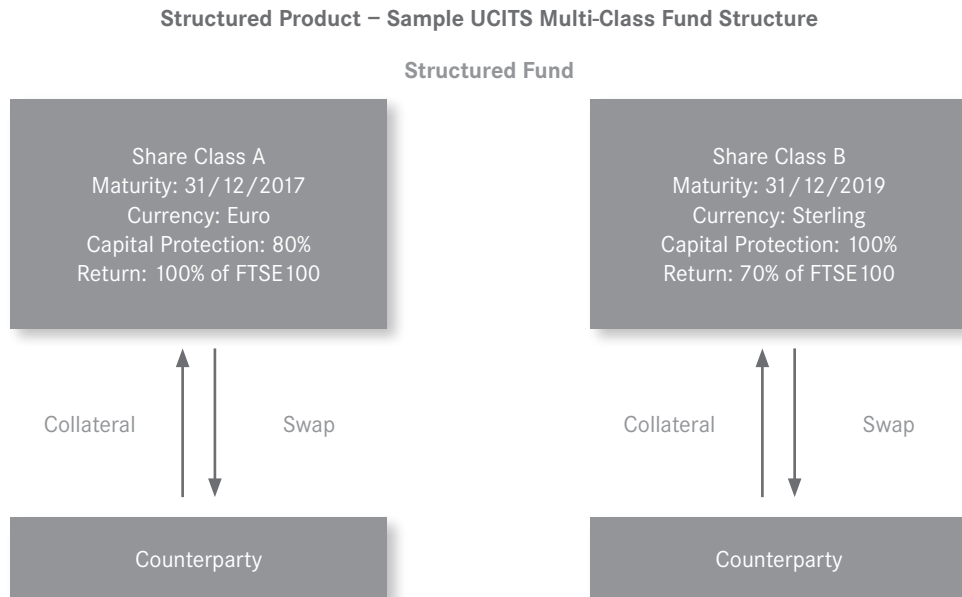 Structured Product – Sample UCITS Multi-Class Fund Structure
Structured Fund
Share Class A
Maturity: 31/12/2017
Currency: Euro
Capital Protection: 80%
Return: 100% of FTSE100
Share Class B
Maturity: 31/12/2019
Currency: Sterling
Capital Protection: 100%
Return: 70% of FTSE100
Collateral
Swap
Collateral
Swap
Counterparty
Counterparty